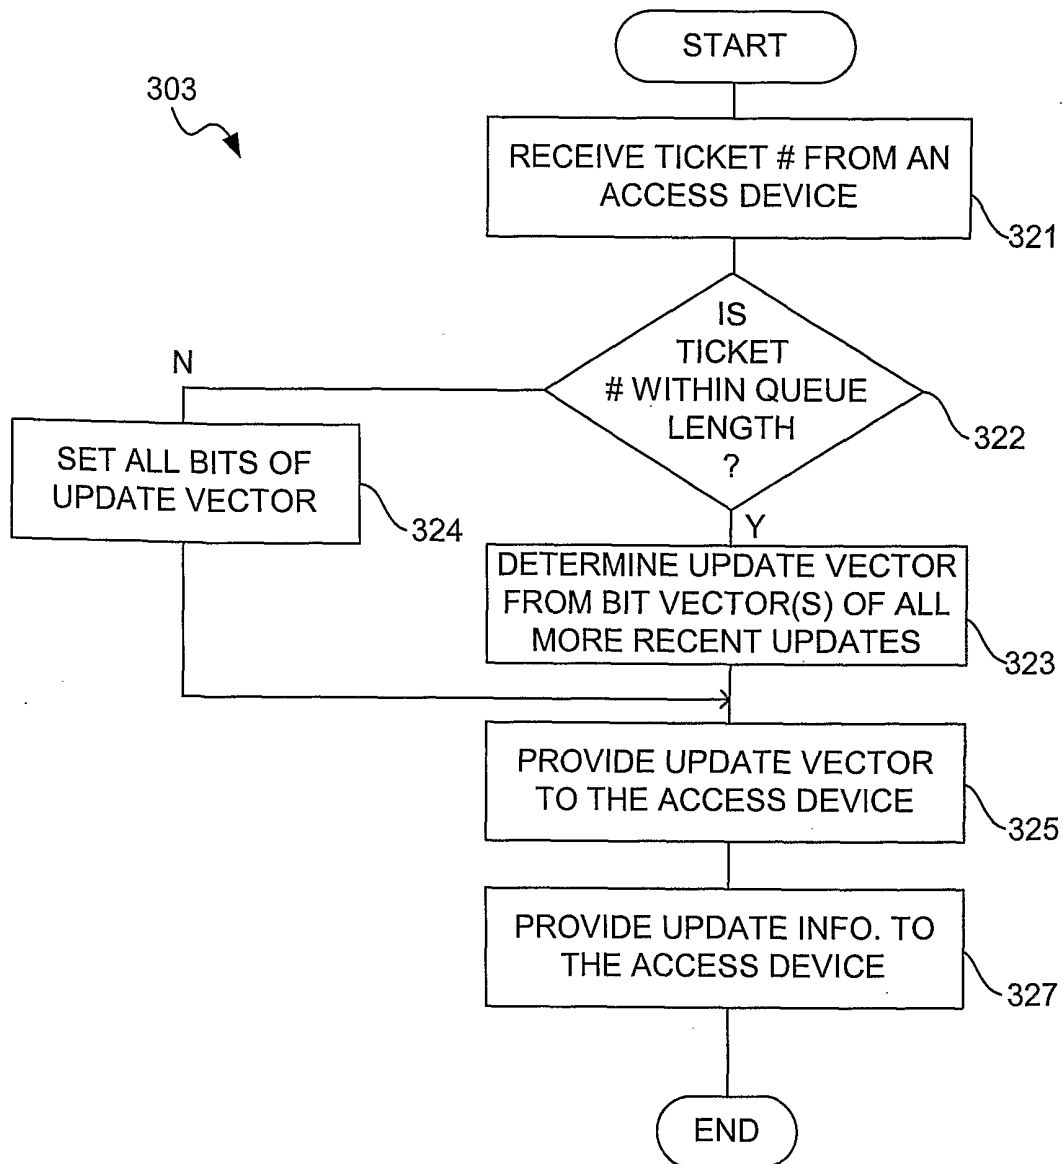 START
303
RECEIVE TICKET # FROM AN
ACCESS DEVICE
321
IS
TICKET
# WITHIN QUEUE
LENGTH
?
322
N
SET ALL BITS OF
UPDATE VECTOR
324
Y
DETERMINE UPDATE VECTOR
FROM BIT VECTOR(S) OF ALL
MORE RECENT UPDATES
323
PROVIDE UPDATE VECTOR
TO THE ACCESS DEVICE
325
PROVIDE UPDATE INFO. TO
THE ACCESS DEVICE
327
END